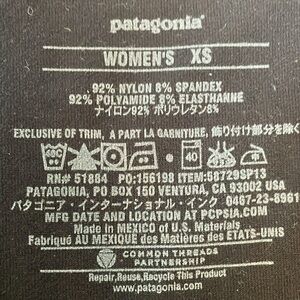 patagonia®
WOMEN'S XS
92% NYLON 8% SPANDEX
92% POLYAMIDE 8% ELASTHANNE
ナイロン92% ポリウレタン8%
EXCLUSIVE OF TRIM, A PART LA GARNITURE, 飾り付け部分を除く
40
RN# 51884 PO:156198 ITEM:58729SP13
PATAGONIA, PO BOX 150 VENTURA, CA 93002 USA
パタゴニア・インターナショナル・インク 0467-23-8961
MFG DATE AND LOCATION AT PCPSIA.COM
Made in MEXICO of U.S. Materials
Fabriqué AU MEXIQUE des Matières des ETATS-UNIS
COMMON THREADS
PARTNERSHIP
Repair,Reuse,Recycle This Product
www.patagonia.com/recycle